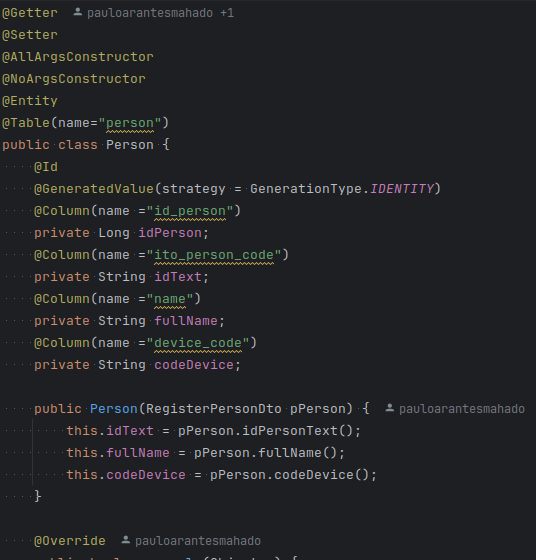 @Getter pauloarantesmahado +1
@Setter
@AllArgsConstructor
@NoArgsConstructor
@Entity
@Table(name="person")
public class Person {
@Id
@GeneratedValue(strategy = GenerationType.IDENTITY)
@Column(name ="id_person")
private Long idPerson;
@Column(name ="ito_person_code")
private String idText;
@Column(name ="name")
private String fullName;
@Column(name ="device_code")
private String codeDevice;
public Person(RegisterPersonDto pPerson) { pauloarantesmahado
this.idText = pPerson.idPersonText();
this.fullName = pPerson.fullName();
this.codeDevice = pPerson.codeDevice();
}
@Override pauloarantesmahado